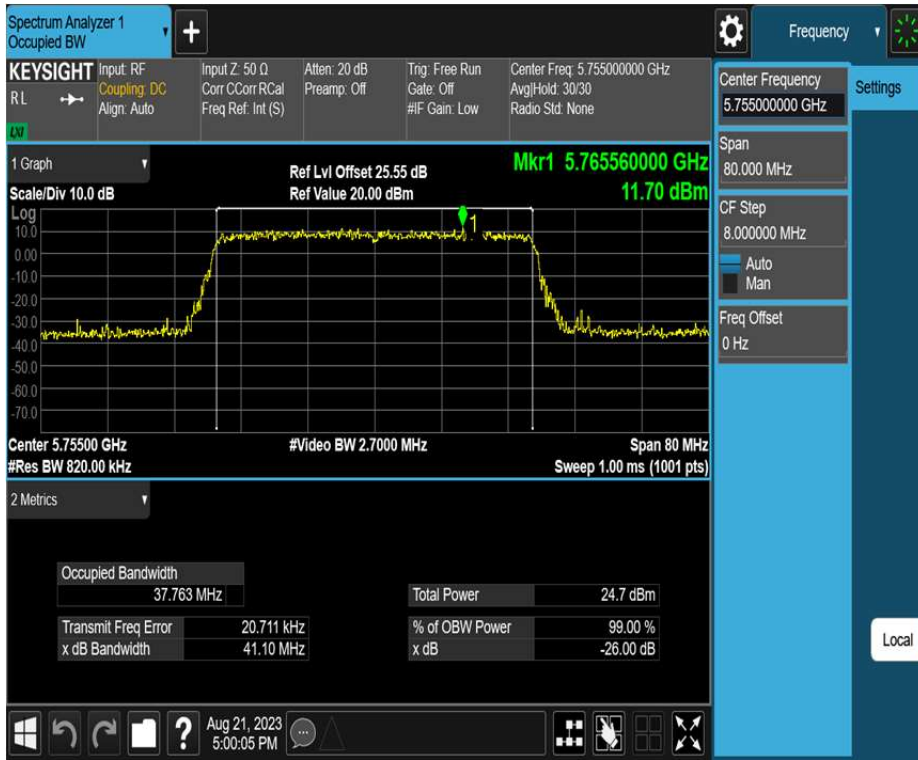 Spectrum Analyzer 1
Occupied BW
+
Frequency
KEYSIGHT
R L
LXI
Input: RF
Coupling: DC
Align: Auto
Input Z: 50 Ω
Corr CCorr RCal
Freq Ref: Int (S)
Atten: 20 dB
Preamp: Off
Trig: Free Run
Gate: Off
#IF Gain: Low
Center Freq: 5.755000000 GHz
Avg|Hold: 30/30
Radio Std: None
Center Frequency
5.755000000 GHz
Settings
Span
80.000 MHz
CF Step
8.000000 MHz
Auto
Man
Freq Offset
0 Hz
1 Graph
Scale/Div 10.0 dB
Ref Lvl Offset 25.55 dB
Ref Value 20.00 dBm
Mkr1 5.765560000 GHz
11.70 dBm
Log
10.0
0.00
-10.0
-20.0
-30.0
-40.0
-50.0
-60.0
-70.0
1
Center 5.75500 GHz
#Video BW 2.7000 MHz
Span 80 MHz
#Res BW 820.00 kHz
Sweep 1.00 ms (1001 pts)
2 Metrics
Occupied Bandwidth
37.763 MHz
Total Power 24.7 dBm
Transmit Freq Error 20.711 kHz
% of OBW Power 99.00 %
x dB Bandwidth 41.10 MHz
x dB -26.00 dB
Local
?
Aug 21, 2023
5:00:05 PM